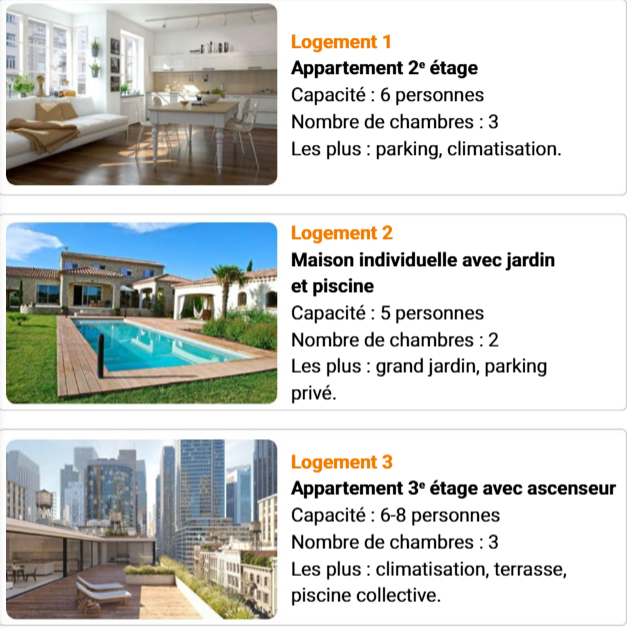 Logement 1
Appartement 2ᵉ étage
Capacité : 6 personnes
Nombre de chambres : 3
Les plus : parking, climatisation.
Logement 2
Maison individuelle avec jardin
et piscine
Capacité : 5 personnes
Nombre de chambres : 2
Les plus : grand jardin, parking
privé.
Logement 3
Appartement 3ᵉ étage avec ascenseur
Capacité : 6-8 personnes
Nombre de chambres : 3
Les plus : climatisation, terrasse,
piscine collective.